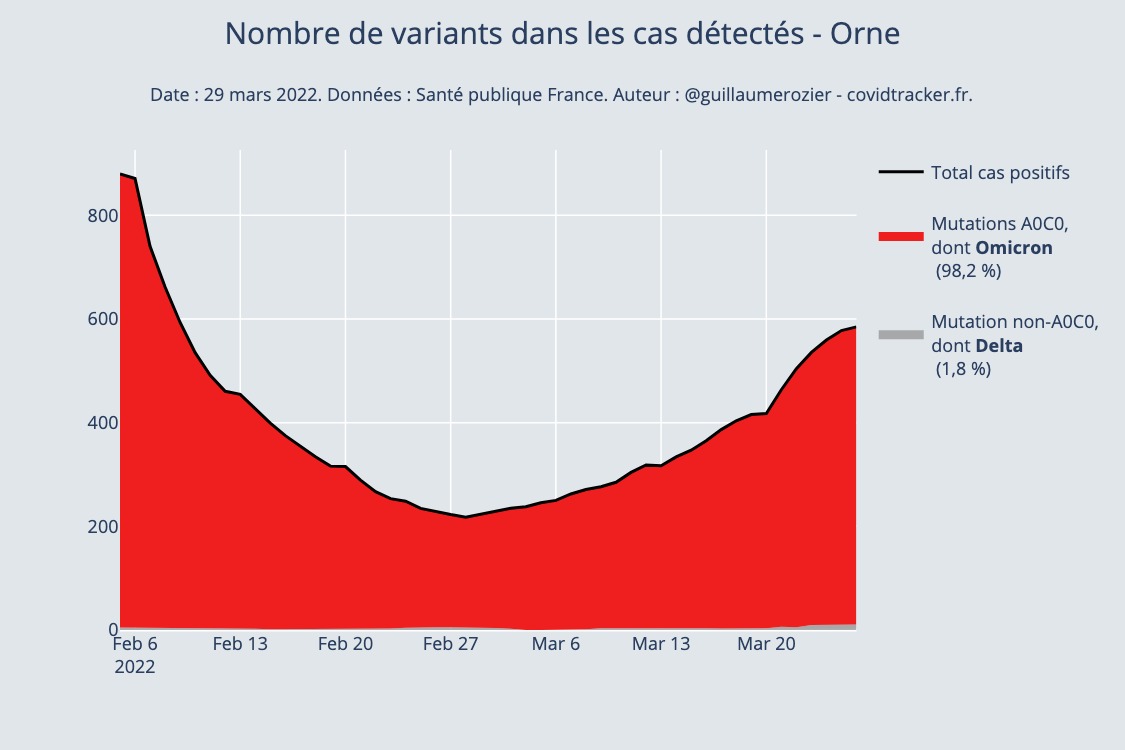 Nombre de variants dans les cas détectés - Orne
Date : 29 mars 2022. Données : Santé publique France. Auteur : @guillaumerozier - covidtracker.fr.
Total cas positifs
Mutations A0C0,
dont Omicron
(98,2 %)
Mutation non-A0C0,
dont Delta
(1,8 %)
800
600
400
200
0
Feb 6 Feb 13 Feb 20 Feb 27 Mar 6 Mar 13 Mar 20
2022